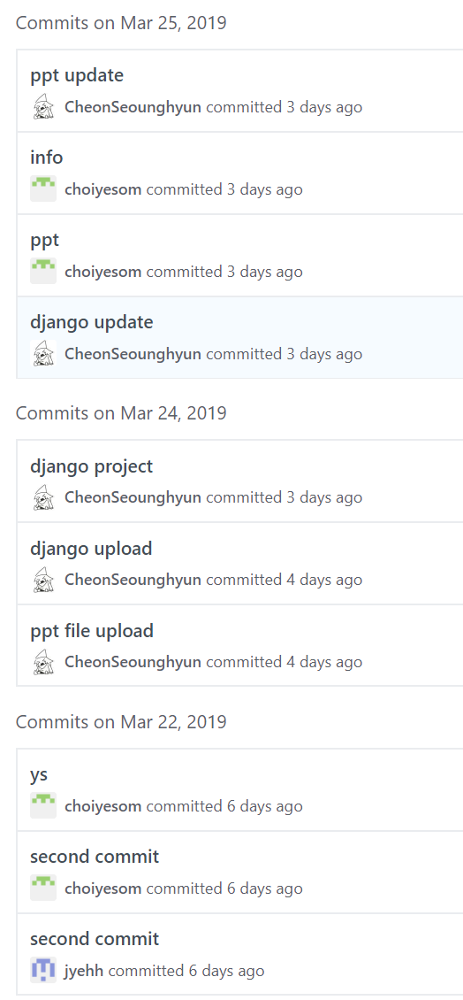 Commits on Mar 25, 2019
ppt update
CheonSeounghyun committed 3 days ago
info
choiyesom committed 3 days ago
ppt
choiyesom committed 3 days ago
django update
CheonSeounghyun committed 3 days ago
Commits on Mar 24, 2019
django project
CheonSeounghyun committed 3 days ago
django upload
CheonSeounghyun committed 4 days ago
ppt file upload
CheonSeounghyun committed 4 days ago
Commits on Mar 22, 2019
ys
choiyesom committed 6 days ago
second commit
choiyesom committed 6 days ago
second commit
jyehh committed 6 days ago